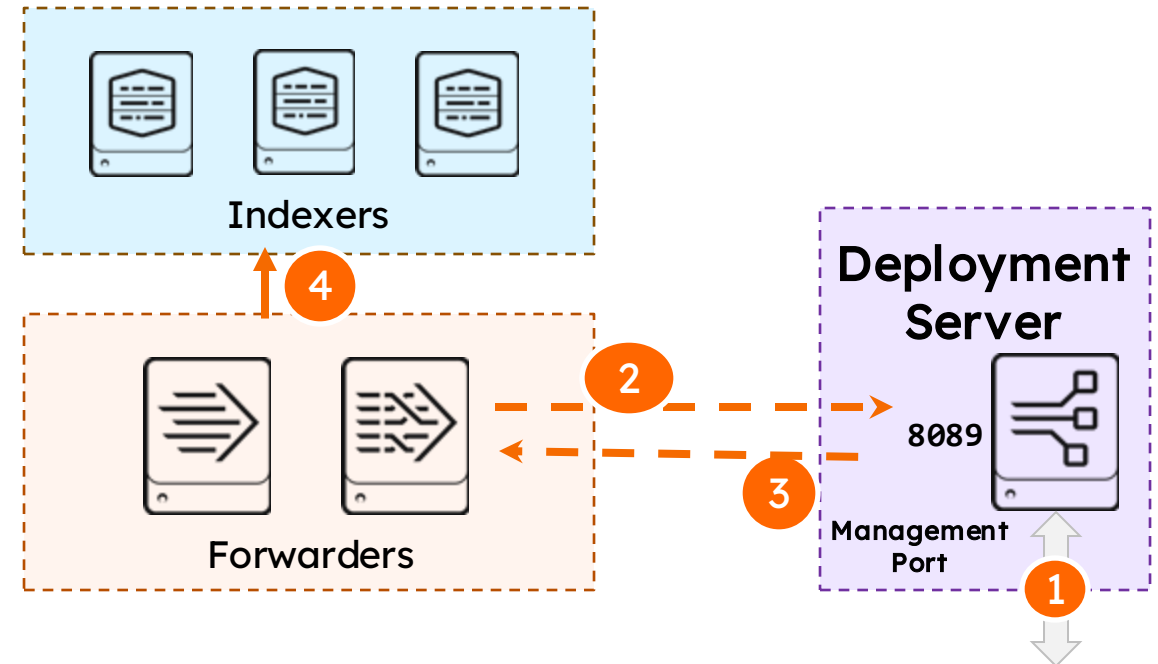 Indexers
4
Forwarders
2
3
Deployment
Server
8089
Management
Port
1